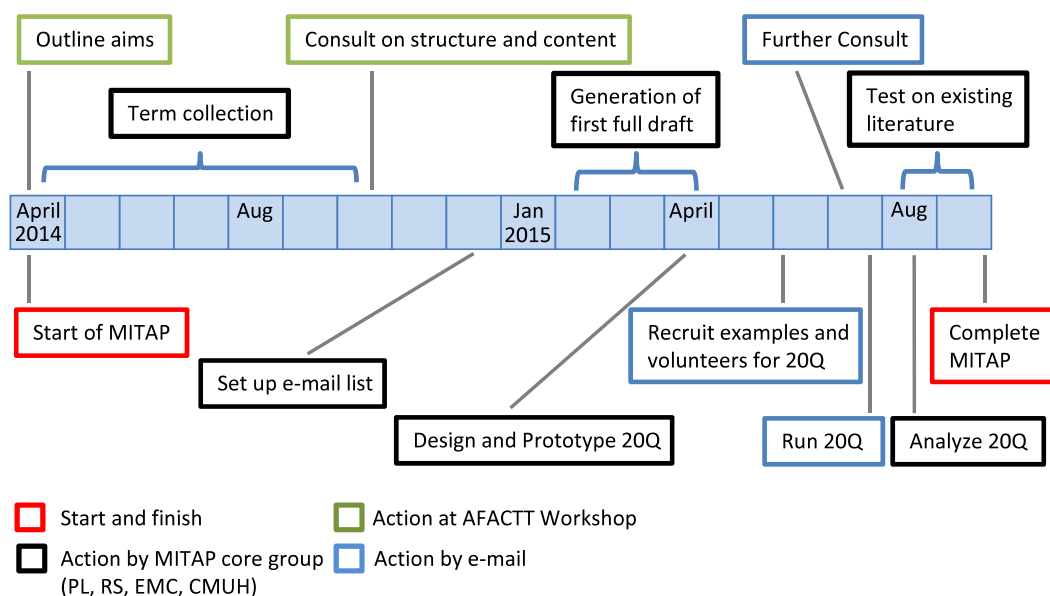 Outline aims
Consult on structure and content
Further Consult
Term collection
Generation of
first full draft
Test on existing
literature
April
2014
Aug
Jan
2015
April
Aug
Start of MITAP
Set up e-mail list
Design and Prototype 20Q
Recruit examples and
volunteers for 20Q
Complete
MITAP
Run 20Q
Analyze 20Q
Start and finish
Action at AFACTT Workshop
Action by MITAP core group
(PL, RS, EMC, CMUH)
Action by e-mail